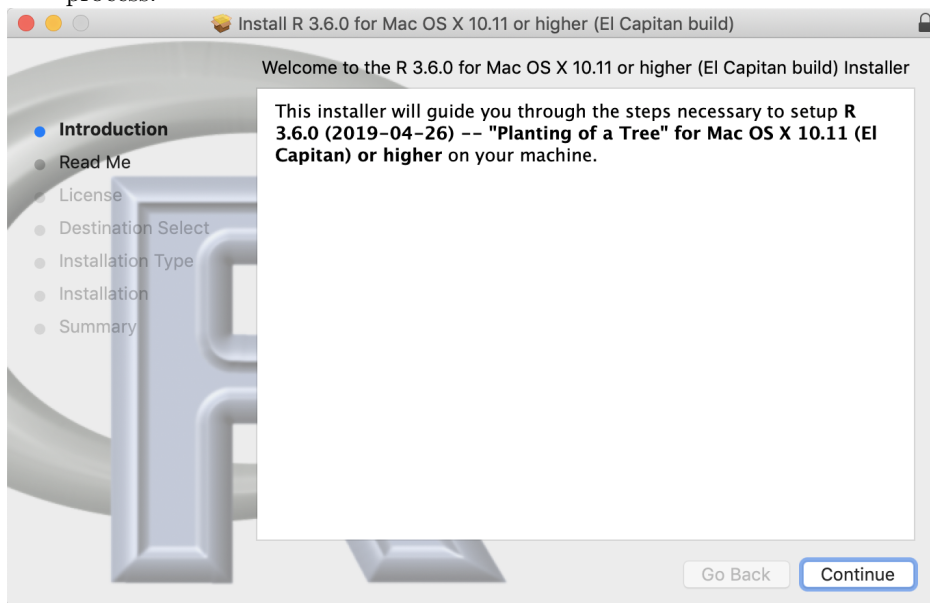 process.
Install R 3.6.0 for Mac OS X 10.11 or higher (El Capitan build)
Welcome to the R 3.6.0 for Mac OS X 10.11 or higher (El Capitan build) Installer
Introduction
Read Me
License
Destination Select
Installation Type
Installation
Summary
This installer will guide you through the steps necessary to setup R
3.6.0 (2019-04-26) -- "Planting of a Tree" for Mac OS X 10.11 (El
Capitan) or higher on your machine.
Go Back
Continue